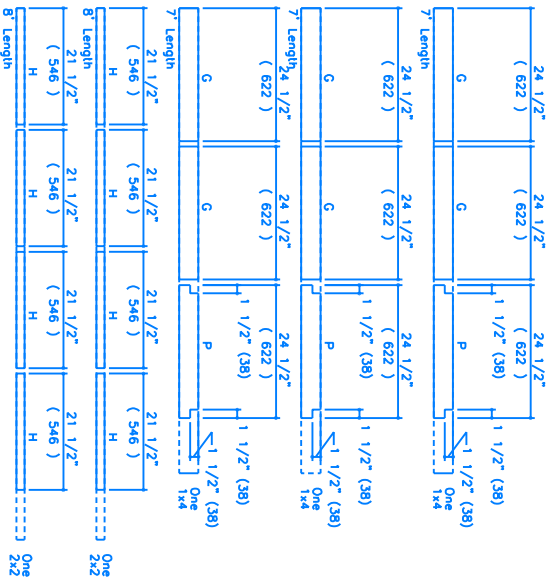 24 1/2"
( 622 )
24 1/2"
( 622 )
24 1/2"
( 622 )
1 1/2" (38)
1 1/2" (38)
1 1/2" (38)
G
G
P
7' Length
One
1x4
24 1/2"
( 622 )
24 1/2"
( 622 )
24 1/2"
( 622 )
1 1/2" (38)
1 1/2" (38)
1 1/2" (38)
G
G
P
7' Length
One
1x4
24 1/2"
( 622 )
24 1/2"
( 622 )
24 1/2"
( 622 )
1 1/2" (38)
1 1/2" (38)
1 1/2" (38)
G
G
P
7' Length
One
1x4
21 1/2"
( 546 )
21 1/2"
( 546 )
21 1/2"
( 546 )
21 1/2"
( 546 )
H
H
H
H
8' Length
One
2x2
21 1/2"
( 546 )
21 1/2"
( 546 )
21 1/2"
( 546 )
21 1/2"
( 546 )
H
H
H
H
8' Length
One
2x2